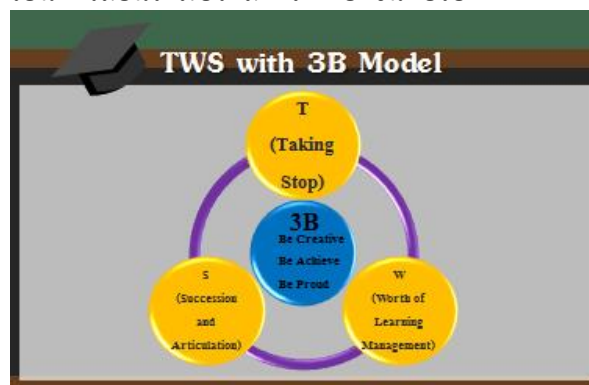 TWS with 3B Model
T
(Taking
Stop)
3B
Be Creative
Be Achieve
Be Proud
S
(Succession
and
Articulation)
W
(Worth of
Learning
Management)